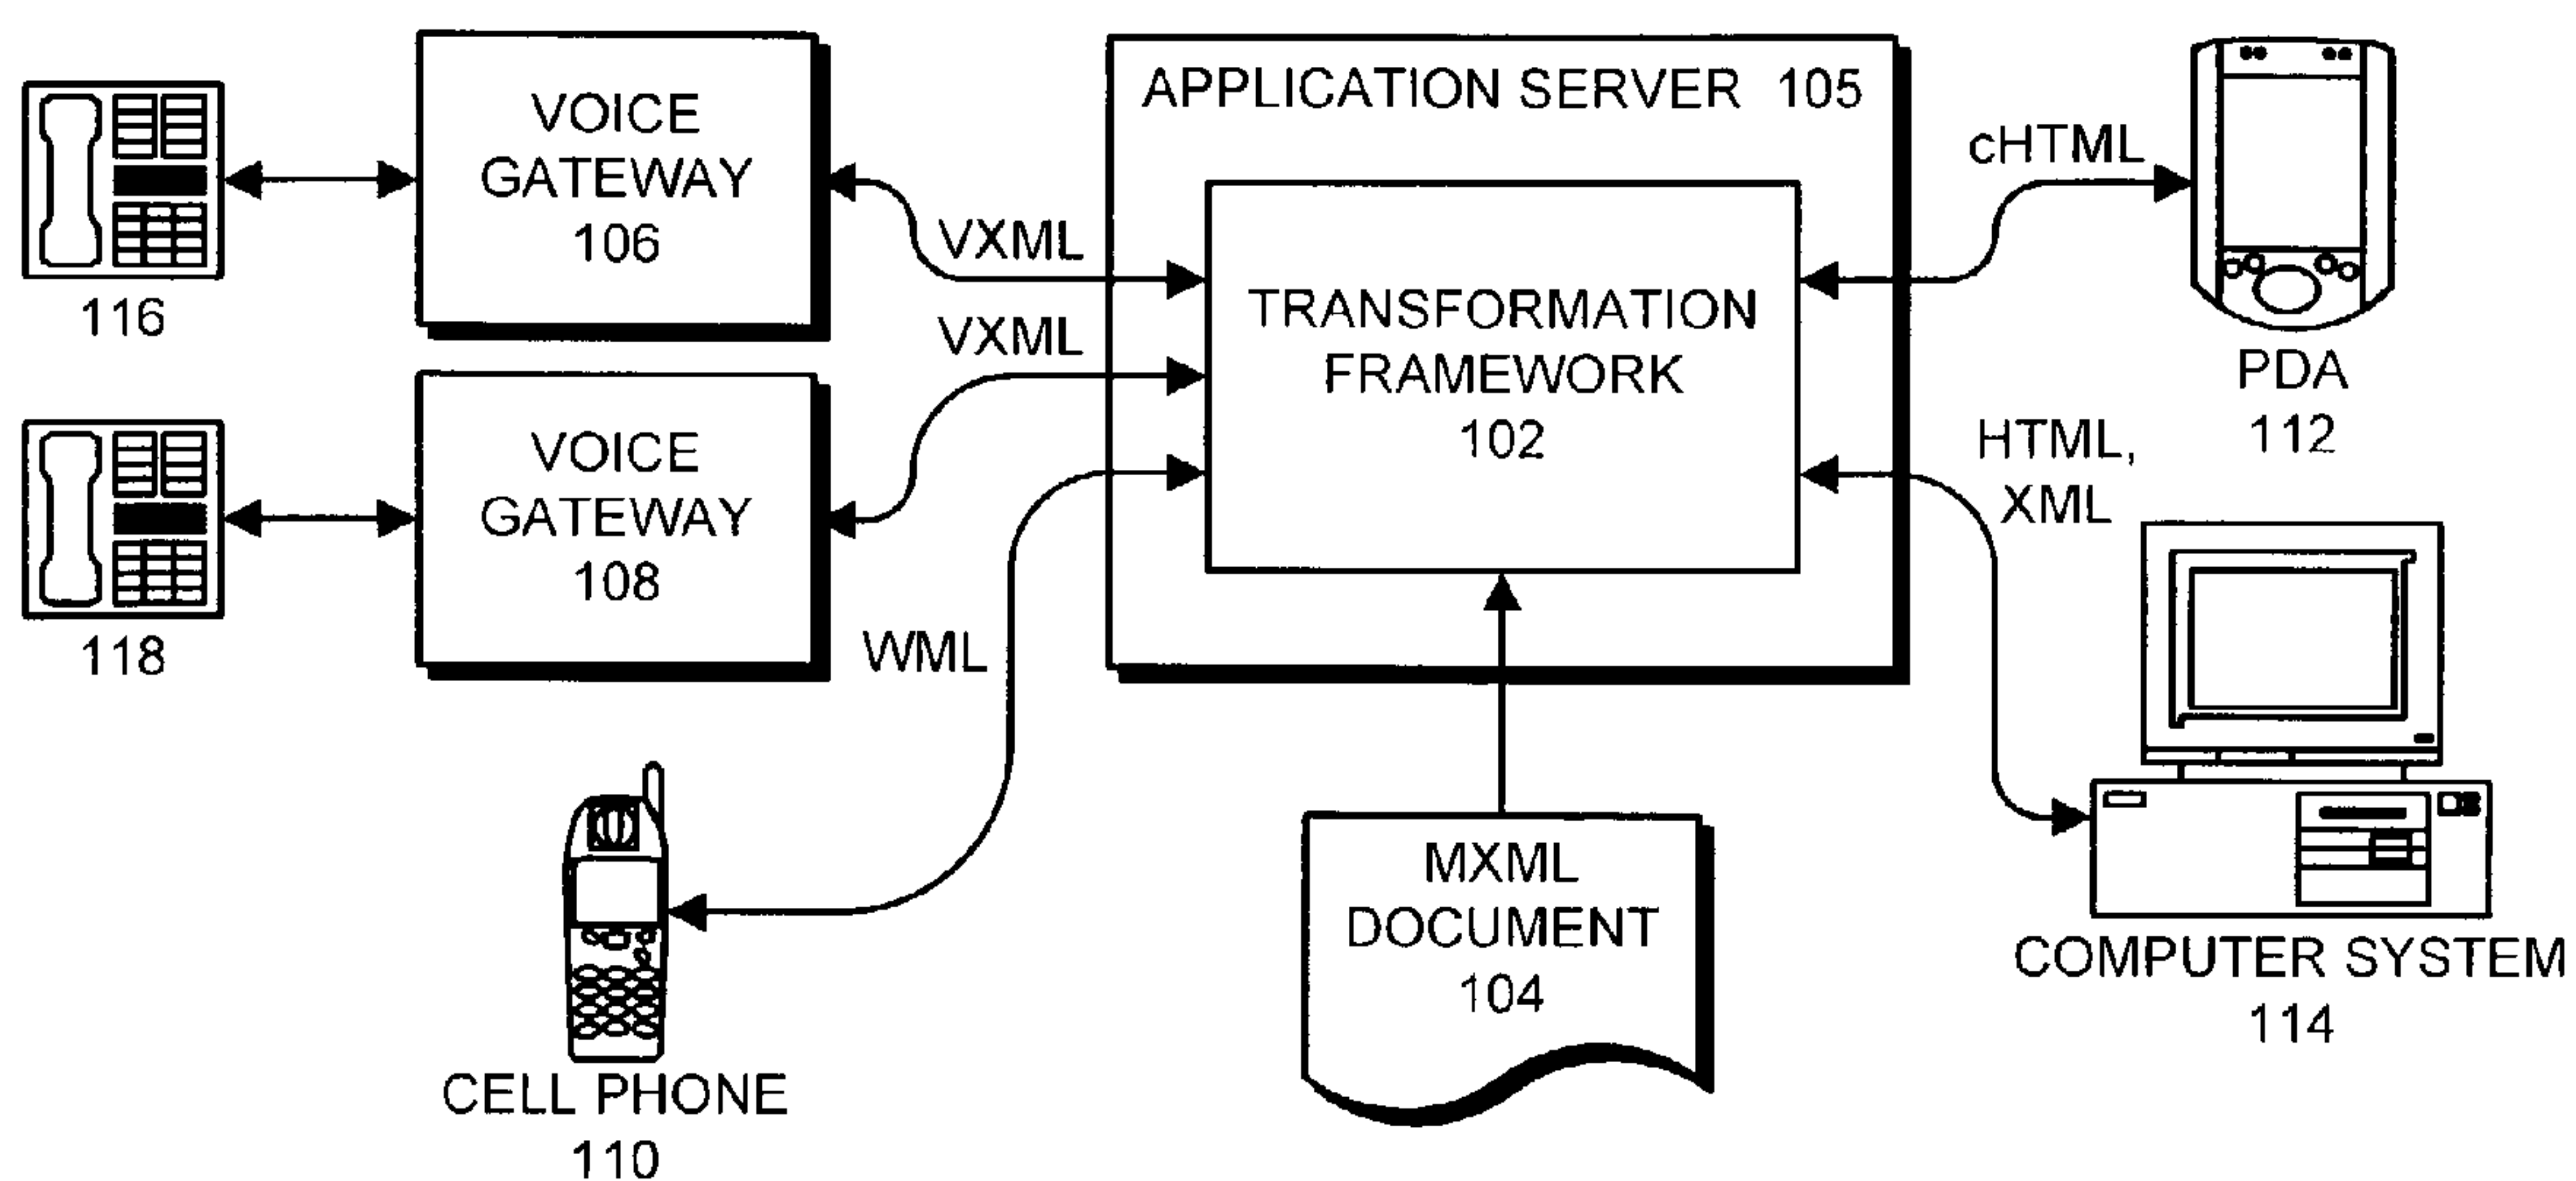 VOICE
GATEWAY
106
116
VOICE
GATEWAY
108
118
VXML
VXML
WML
CELL PHONE
110
APPLICATION SERVER 105
TRANSFORMATION
FRAMEWORK
102
MXML
DOCUMENT
104
cHTML
PDA
112
HTML,
XML
COMPUTER SYSTEM
114